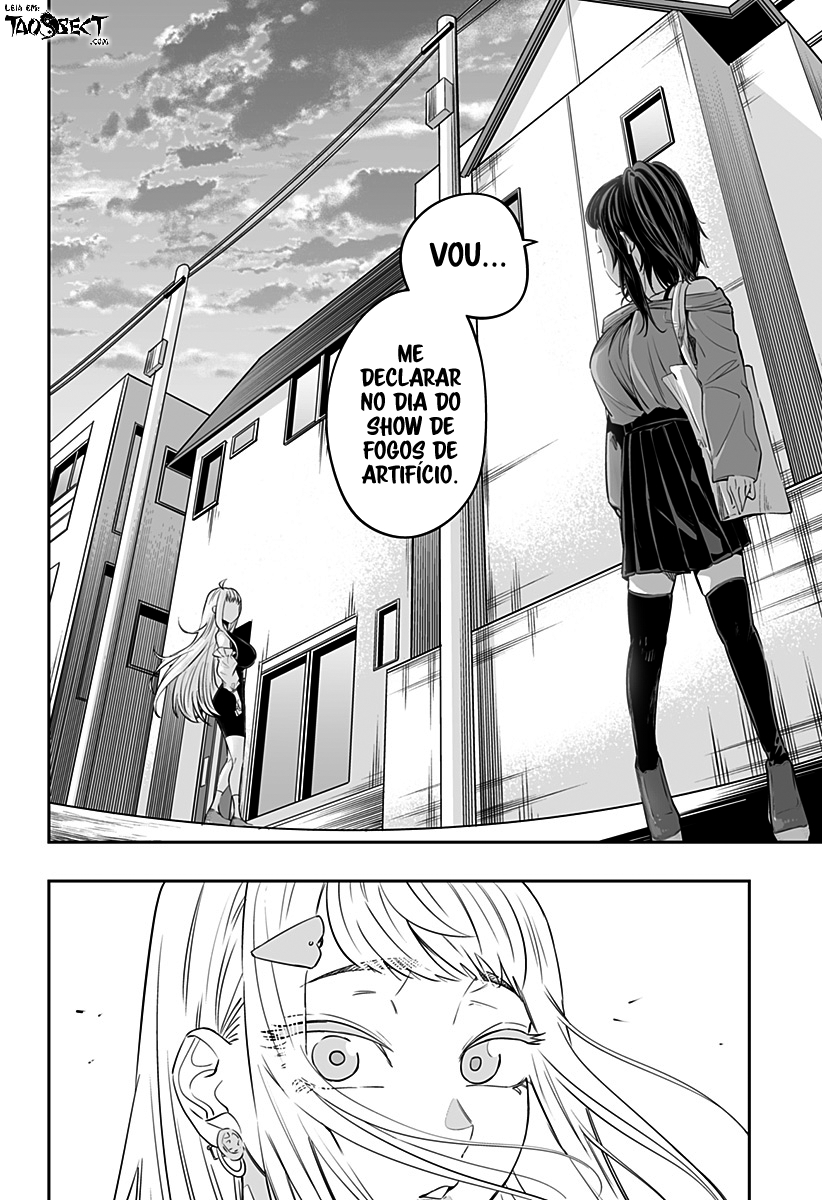 LEIA EM:
TAOSECT
.COM
VOU...
ME
DECLARAR
NO DIA DO
SHOW DE
FOGOS DE
ARTIFÍCIO.